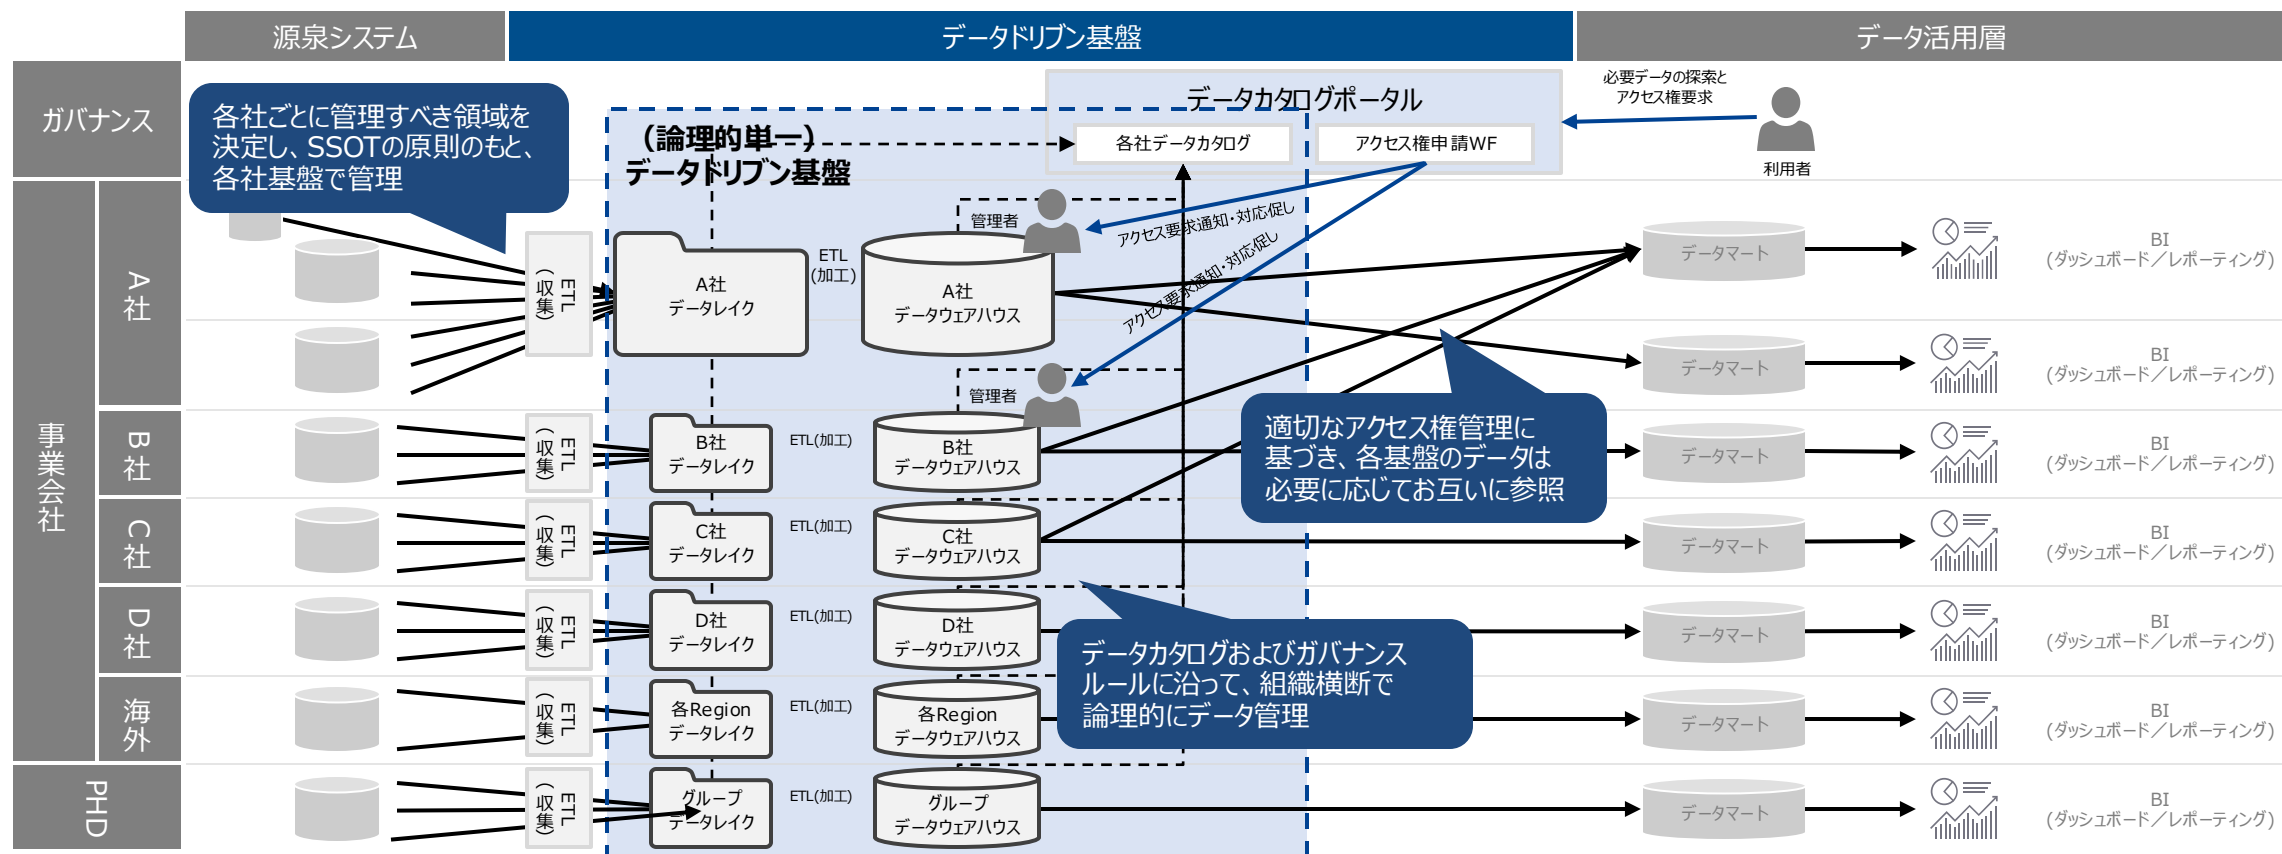 源泉システム
データドリブン基盤
データ活用層
ガバナンス
各社ごとに管理すべき領域を
決定し、SSOTの原則のもと、
各社基盤で管理
（論理的単一）
データドリブン基盤
データカタログポータル
各社データカタログ
アクセス権申請WF
必要データの探索と
アクセス権要求
利用者
事業会社
A社
ETL
（収集）
A社
データレイク
ETL
(加工)
管理者
A社
データウェアハウス
アクセス要求通知・対応促し
アクセス要求通知・対応促し
データマート
BI
(ダッシュボード／レポーティング)
データマート
BI
(ダッシュボード／レポーティング)
管理者
B社
ETL
（収集）
B社
データレイク
ETL(加工)
B社
データウェアハウス
適切なアクセス権管理に
基づき、各基盤のデータは
必要に応じてお互いに参照
データマート
BI
(ダッシュボード／レポーティング)
C社
ETL
（収集）
C社
データレイク
ETL(加工)
C社
データウェアハウス
データマート
BI
(ダッシュボード／レポーティング)
D社
ETL
（収集）
D社
データレイク
ETL(加工)
D社
データウェアハウス
データカタログおよびガバナンス
ルールに沿って、組織横断で
論理的にデータ管理
データマート
BI
(ダッシュボード／レポーティング)
海外
ETL
（収集）
各Region
データレイク
ETL(加工)
各Region
データウェアハウス
データマート
BI
(ダッシュボード／レポーティング)
PHD
ETL
（収集）
グループ
データレイク
ETL(加工)
グループ
データウェアハウス
データマート
BI
(ダッシュボード／レポーティング)